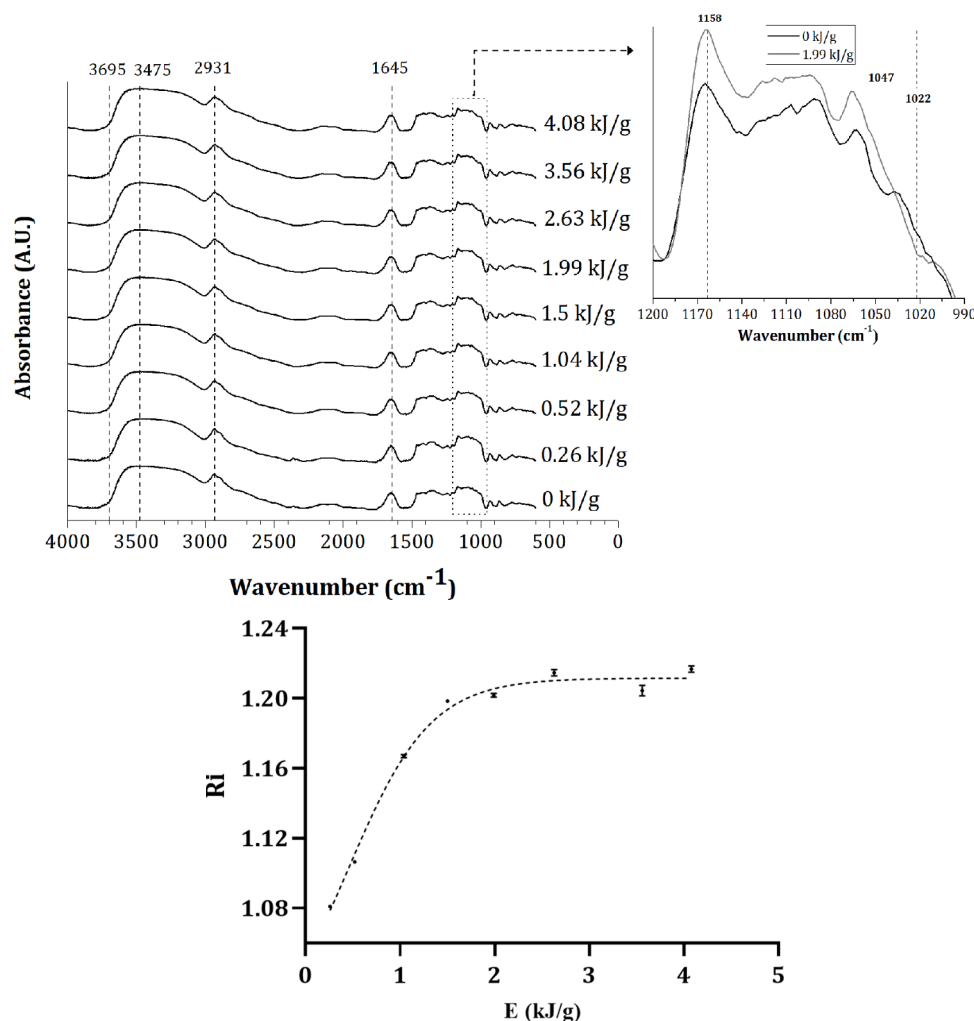 3695 3475 2931 1645
4.08 kJ/g
3.56 kJ/g
2.63 kJ/g
1.99 kJ/g
1.5 kJ/g
1.04 kJ/g
0.52 kJ/g
0.26 kJ/g
0 kJ/g
Absorbance (A.U.)
4000 3500 3000 2500 2000 1500 1000 500 0
Wavenumber (cm⁻¹)
1158
0 kJ/g
1.99 kJ/g
1047
1022
1200 1170 1140 1110 1080 1050 1020 990
Wavenumber (cm⁻¹)
1.24
1.20
1.16
1.12
1.08
Ri
0 1 2 3 4 5
E (kJ/g)